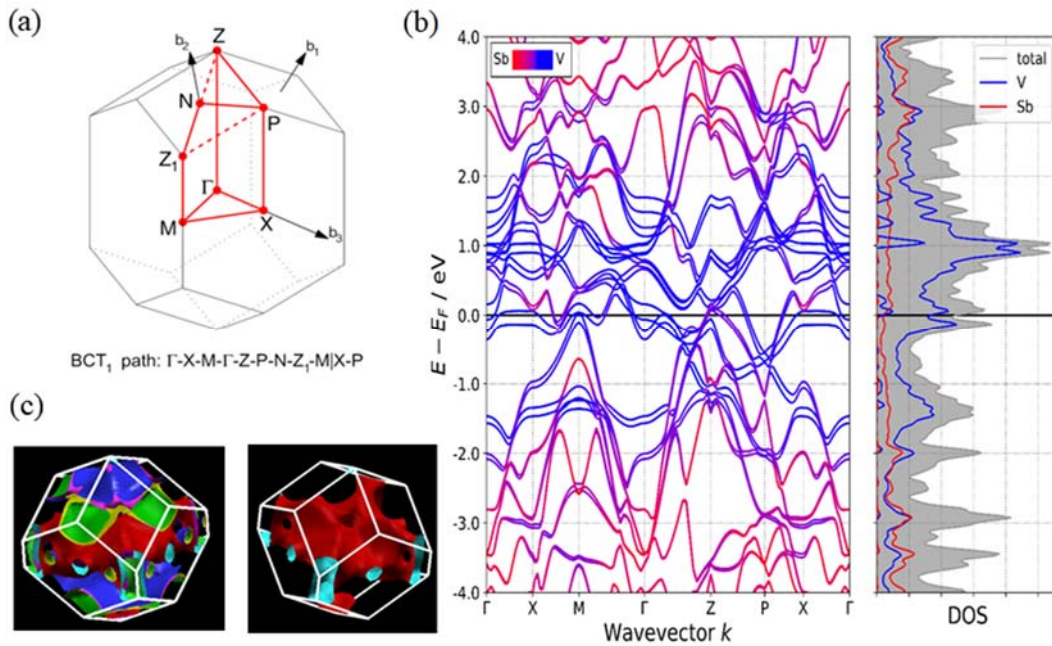 (a)
Z
b₂
b₁
N
P
Z₁
Γ
M
X
b₃
BCT₁ path: Γ-X-M-Γ-Z-P-N-Z₁-M|X-P
(b)
4.0
3.0
2.0
1.0
0.0
-1.0
-2.0
-3.0
-4.0
E − E_F / eV
Sb V
Γ X M Γ Z P X Γ
Wavevector k
total
V
Sb
DOS
(c)